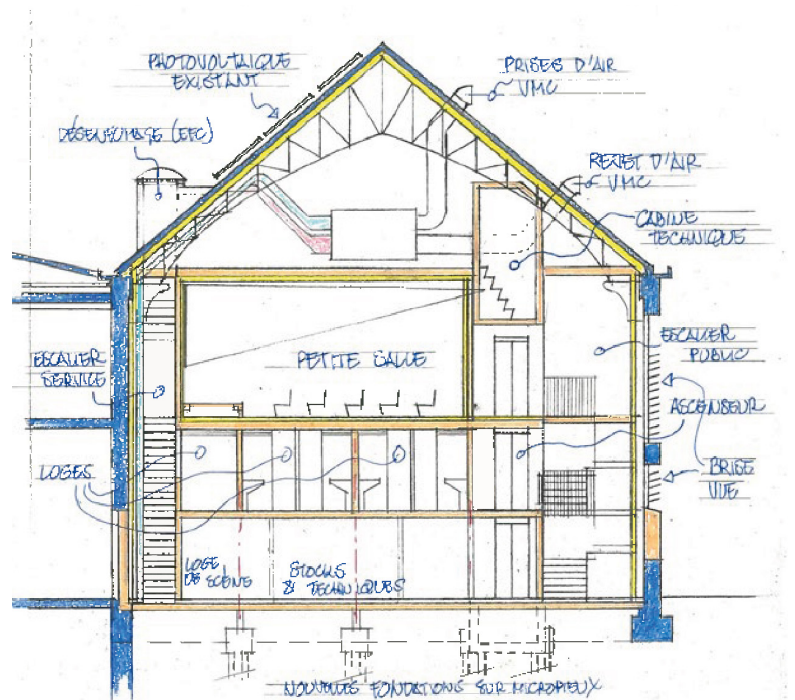 PHOTOVOLTAIQUE
EXISTANT
PRISES D'AIR
VMC
DÉSENFUMAGE (EFC)
REJET D'AIR
VMC
CABINE
TECHNIQUE
ESCALIER
PUBLIC
PETITE SALLE
ESCALIER
SERVICE
ASCENSEUR
LOGES
BRISE
VUE
LOGE
DE SCÈNE
STOCKS
& TECHNIQUES
NOUVELLES FONDATIONS SUR MICROPIEUX